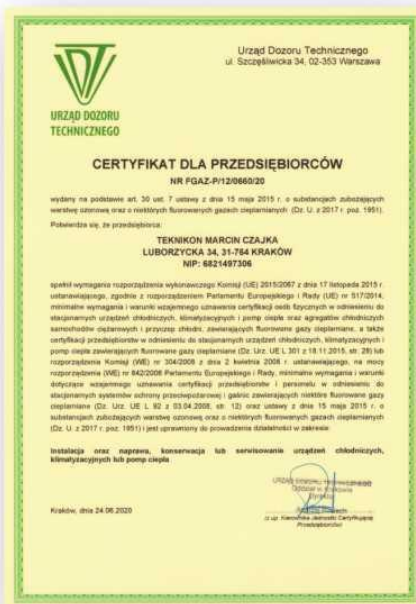 Urząd Dozoru Technicznego
ul. Szczęśliwicka 34, 02-353 Warszawa
URZĄD DOZORU
TECHNICZNEGO
CERTYFIKAT DLA PRZEDSIĘBIORCÓW
NR FGAZ-P/12/0660/20
wydany na podstawie art. 30 ust. 7 ustawy z dnia 15 maja 2015 r. o substancjach zubożających
warstwę ozonową oraz o niektórych fluorowanych gazach cieplarnianych (Dz. U. z 2017 r. poz. 1951).
Potwierdza się, że przedsiębiorca:
TEKNIKON MARCIN CZAJKA
LUBORZYCKA 34, 31-764 KRAKÓW
NIP: 6821497306
spełnił wymagania rozporządzenia wykonawczego Komisji (UE) 2015/2067 z dnia 17 listopada 2015 r.
ustanawiającego, zgodnie z rozporządzeniem Parlamentu Europejskiego i Rady (UE) nr 517/2014,
minimalne wymagania i warunki wzajemnego uznawania certyfikacji osób fizycznych w odniesieniu do
stacjonarnych urządzeń chłodniczych, klimatyzacyjnych i pomp ciepła oraz agregatów chłodniczych
samochodów ciężarowych i przyczep chłodni, zawierających fluorowane gazy cieplarniane, a także
certyfikacji przedsiębiorstw w odniesieniu do stacjonarnych urządzeń chłodniczych, klimatyzacyjnych i
pomp ciepła zawierających fluorowane gazy cieplarniane (Dz. Urz. UE L 301 z 18.11.2015, str. 28) lub
rozporządzenia Komisji (WE) nr 304/2008 z dnia 2 kwietnia 2008 r. ustanawiającego, na mocy
rozporządzenia (WE) nr 842/2006 Parlamentu Europejskiego i Rady, minimalne wymagania i warunki
dotyczące wzajemnego uznawania certyfikacji przedsiębiorstw i personelu w odniesieniu do
stacjonarnych systemów ochrony przeciwpożarowej i gaśnic zawierających niektóre fluorowane gazy
cieplarniane (Dz. Urz. UE L 92 z 03.04.2008, str. 12) oraz ustawy z dnia 15 maja 2015 r. o
substancjach zubożających warstwę ozonową oraz o niektórych fluorowanych gazach cieplarnianych
(Dz. U. z 2017 r. poz. 1951) i jest uprawniony do prowadzenia działalności w zakresie:
Instalacja oraz naprawa, konserwacja lub serwisowanie urządzeń chłodniczych,
klimatyzacyjnych lub pomp ciepła
URZĄD DOZORU TECHNICZNEGO
Oddział w Krakowie
Dyrektor
Kraków, dnia 24.06.2020
z up. Kierownika Jednostki Certyfikującej
Przedsiębiorców